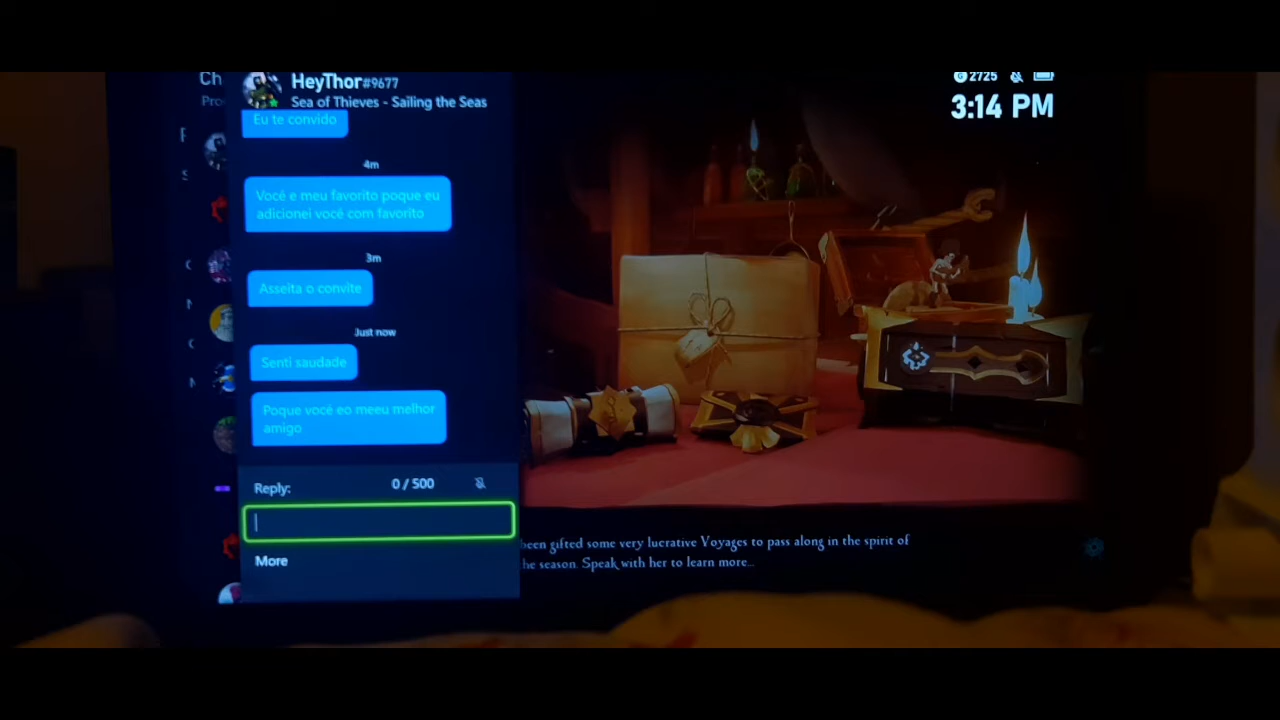 Ch
Pro
HeyThor#9677
Sea of Thieves - Sailing the Seas
Eu te convido
4m
Você e meu favorito poque eu
adicionei você com favorito
3m
Asseita o convite
Just now
Senti saudade
Poque você eo meeu melhor
amigo
Reply:
0 / 500
More
G 2725
3:14 PM
been gifted some very lucrative Voyages to pass along in the spirit of
he season. Speak with her to learn more...